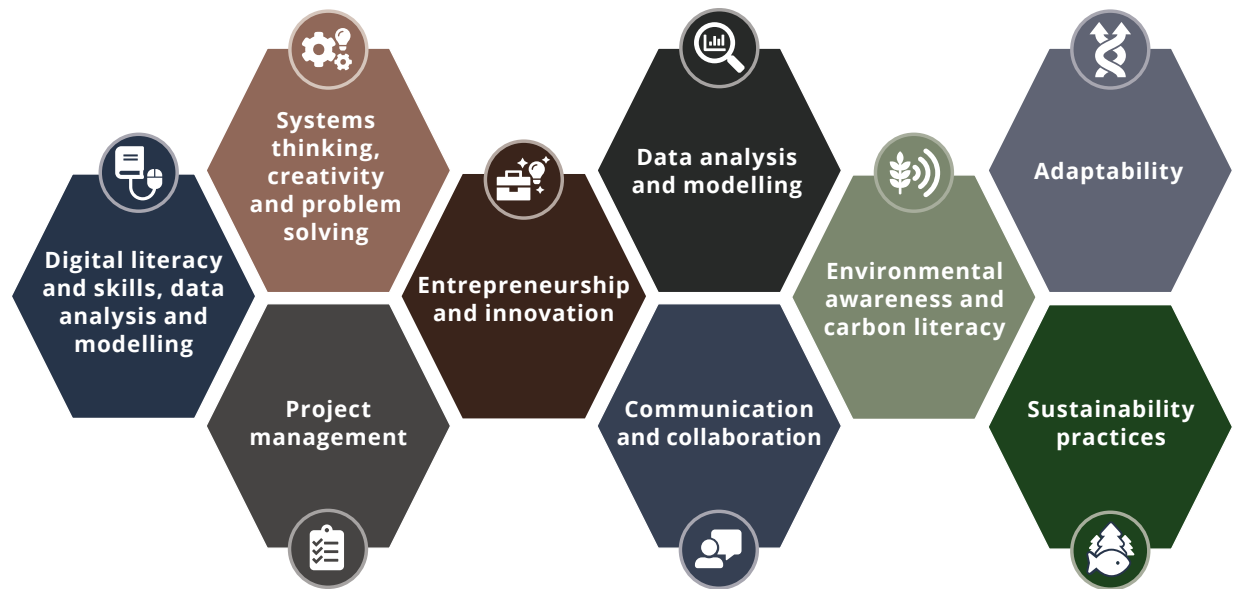 Systems
thinking,
creativity
and problem
solving
Data analysis
and modelling
Adaptability
Digital literacy
and skills, data
analysis and
modelling
Entrepreneurship
and innovation
Environmental
awareness and
carbon literacy
Project
management
Communication
and collaboration
Sustainability
practices